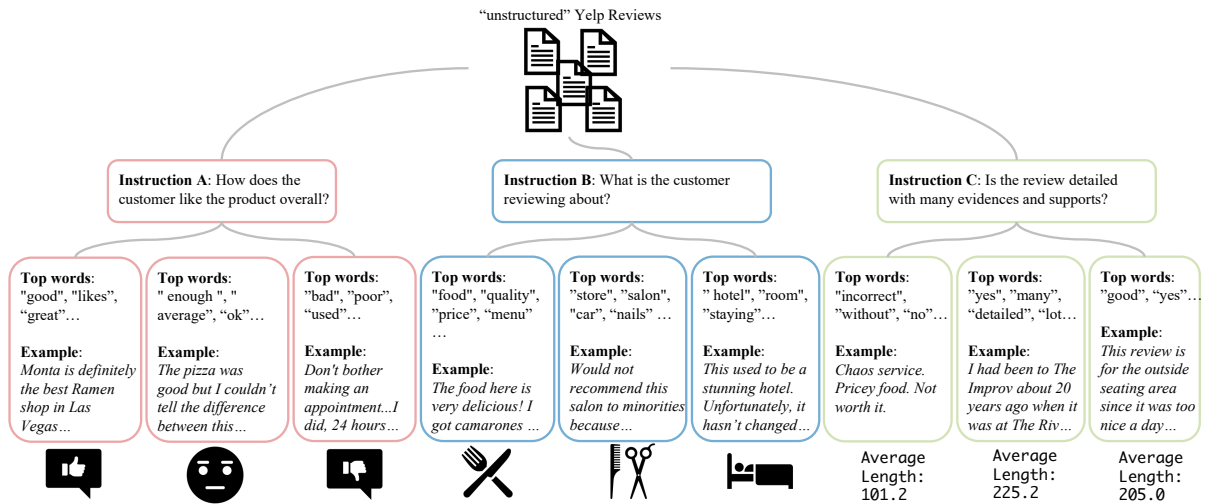 “unstructured” Yelp Reviews
Instruction A: How does the
customer like the product overall?
Instruction B: What is the customer
reviewing about?
Instruction C: Is the review detailed
with many evidences and supports?
Top words:
"good", "likes”,
“great”…
Example:
Monta is definitely
the best Ramen
shop in Las
Vegas…
Top words:
" enough ", "
average”, “ok”…
Example:
The pizza was
good but I couldn’t
tell the difference
between this…
Top words:
"bad”, ”poor”,
“used”…
Example:
Don't bother
making an
appointment...I
did, 24 hours…
Top words:
"food”, "quality",
”price”, “menu”
…
Example:
The food here is
very delicious! I
got camarones …
Top words:
”store”, ”salon",
"car”, “nails” …
Example:
Would not
recommend this
salon to minorities
because…
Top words:
” hotel", ”room",
”staying”…
Example:
This used to be a
stunning hotel.
Unfortunately, it
hasn’t changed…
Top words:
"incorrect",
”without”, “no”…
Example:
Chaos service.
Pricey food. Not
worth it.
Top words:
”yes”, ”many”,
“detailed”, “lot…
Example:
I had been to The
Improv about 20
years ago when it
was at The Riv…
Top words:
”good”, “yes”…
Example:
This review is
for the outside
seating area
since it was too
nice a day…
Average
Length:
101.2
Average
Length:
225.2
Average
Length:
205.0